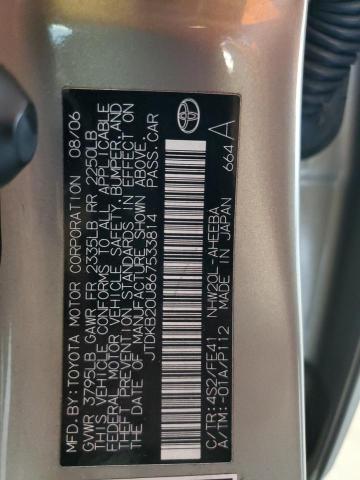 MFD.BY:TOYOTA MOTOR CORPORATION 08/06
GVWR 3795LB GAWR FR 2335LB RR 2250LB
THIS VEHICLE CONFORMS TO ALL APPLICABLE
FEDERAL MOTOR VEHICLE SAFETY,BUMPER,AND
THEFT PREVENTION STANDARDS IN EFFECT ON
THE DATE OF MANUFACTURE SHOWN ABOVE.
JTDKB20U867533814 PASS.CAR
C/TR:4S2/FE41 NHW20L-AHEEBA 664A
A/TM:-01A/P112 MADE IN JAPAN